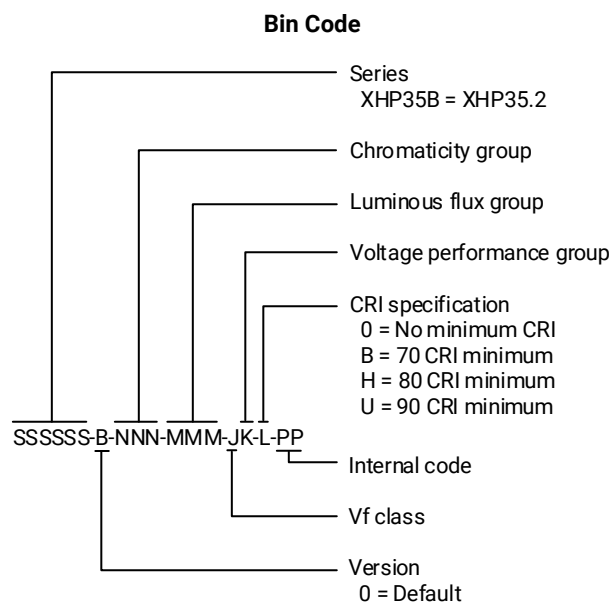 Bin Code
Series
XHP35B = XHP35.2
Chromaticity group
Luminous flux group
Voltage performance group
CRI specification
0 = No minimum CRI
B = 70 CRI minimum
H = 80 CRI minimum
U = 90 CRI minimum
SSSSSS-B-NNN-MMM-JK-L-PP
Internal code
Vf class
Version
0 = Default